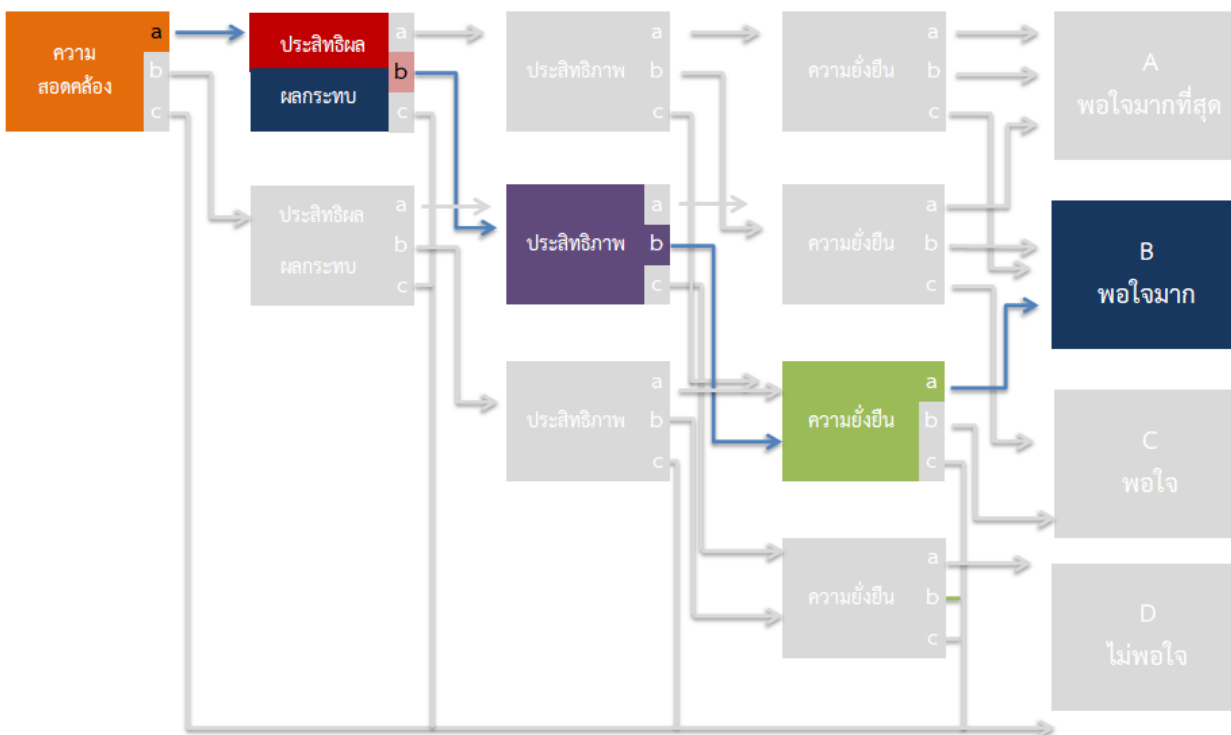 ความ
สอดคล้อง
a
b
c
ประสิทธิผล
ผลกระทบ
a
b
c
ประสิทธิภาพ
a
b
c
ความยั่งยืน
a
b
c
A
พอใจมากที่สุด
ประสิทธิผล
ผลกระทบ
a
b
c
ประสิทธิภาพ
a
b
c
ความยั่งยืน
a
b
c
B
พอใจมาก
ประสิทธิภาพ
a
b
c
ความยั่งยืน
a
b
c
C
พอใจ
ความยั่งยืน
a
b
c
D
ไม่พอใจ